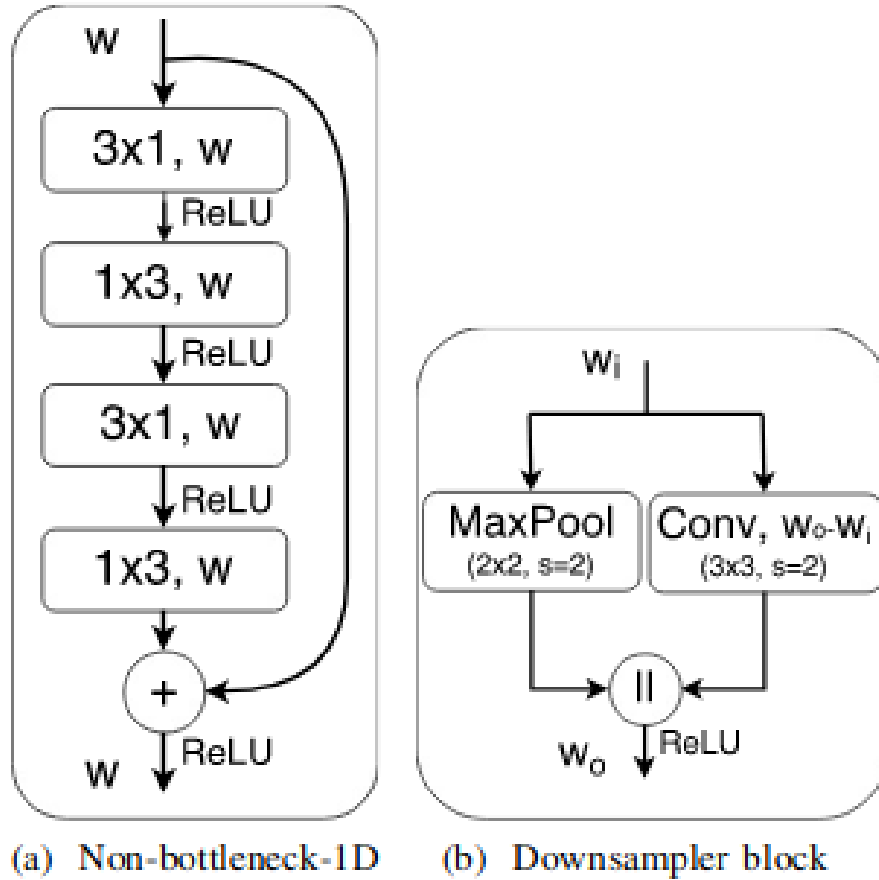 w
3x1, w
ReLU
1x3, w
ReLU
3x1, w
ReLU
1x3, w
+
ReLU
w
(a) Non-bottleneck-1D
wi
MaxPool
(2x2, s=2)
Conv, wo-wi
(3x3, s=2)
||
ReLU
wo
(b) Downsampler block